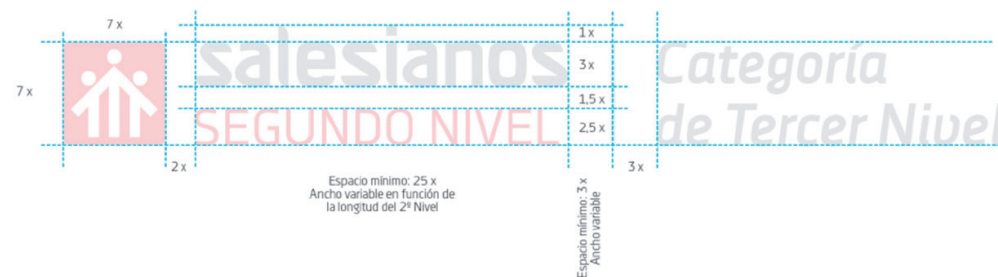 7 x
1 x
salesianos
3 x
Categoría
7 x
1,5 x
SEGUNDO NIVEL
2,5 x
de Tercer Nivel
2 x
3 x
Espacio mínimo: 25 x
Ancho variable en función de
la longitud del 2º Nivel
Espacio mínimo: 3 x
Ancho variable